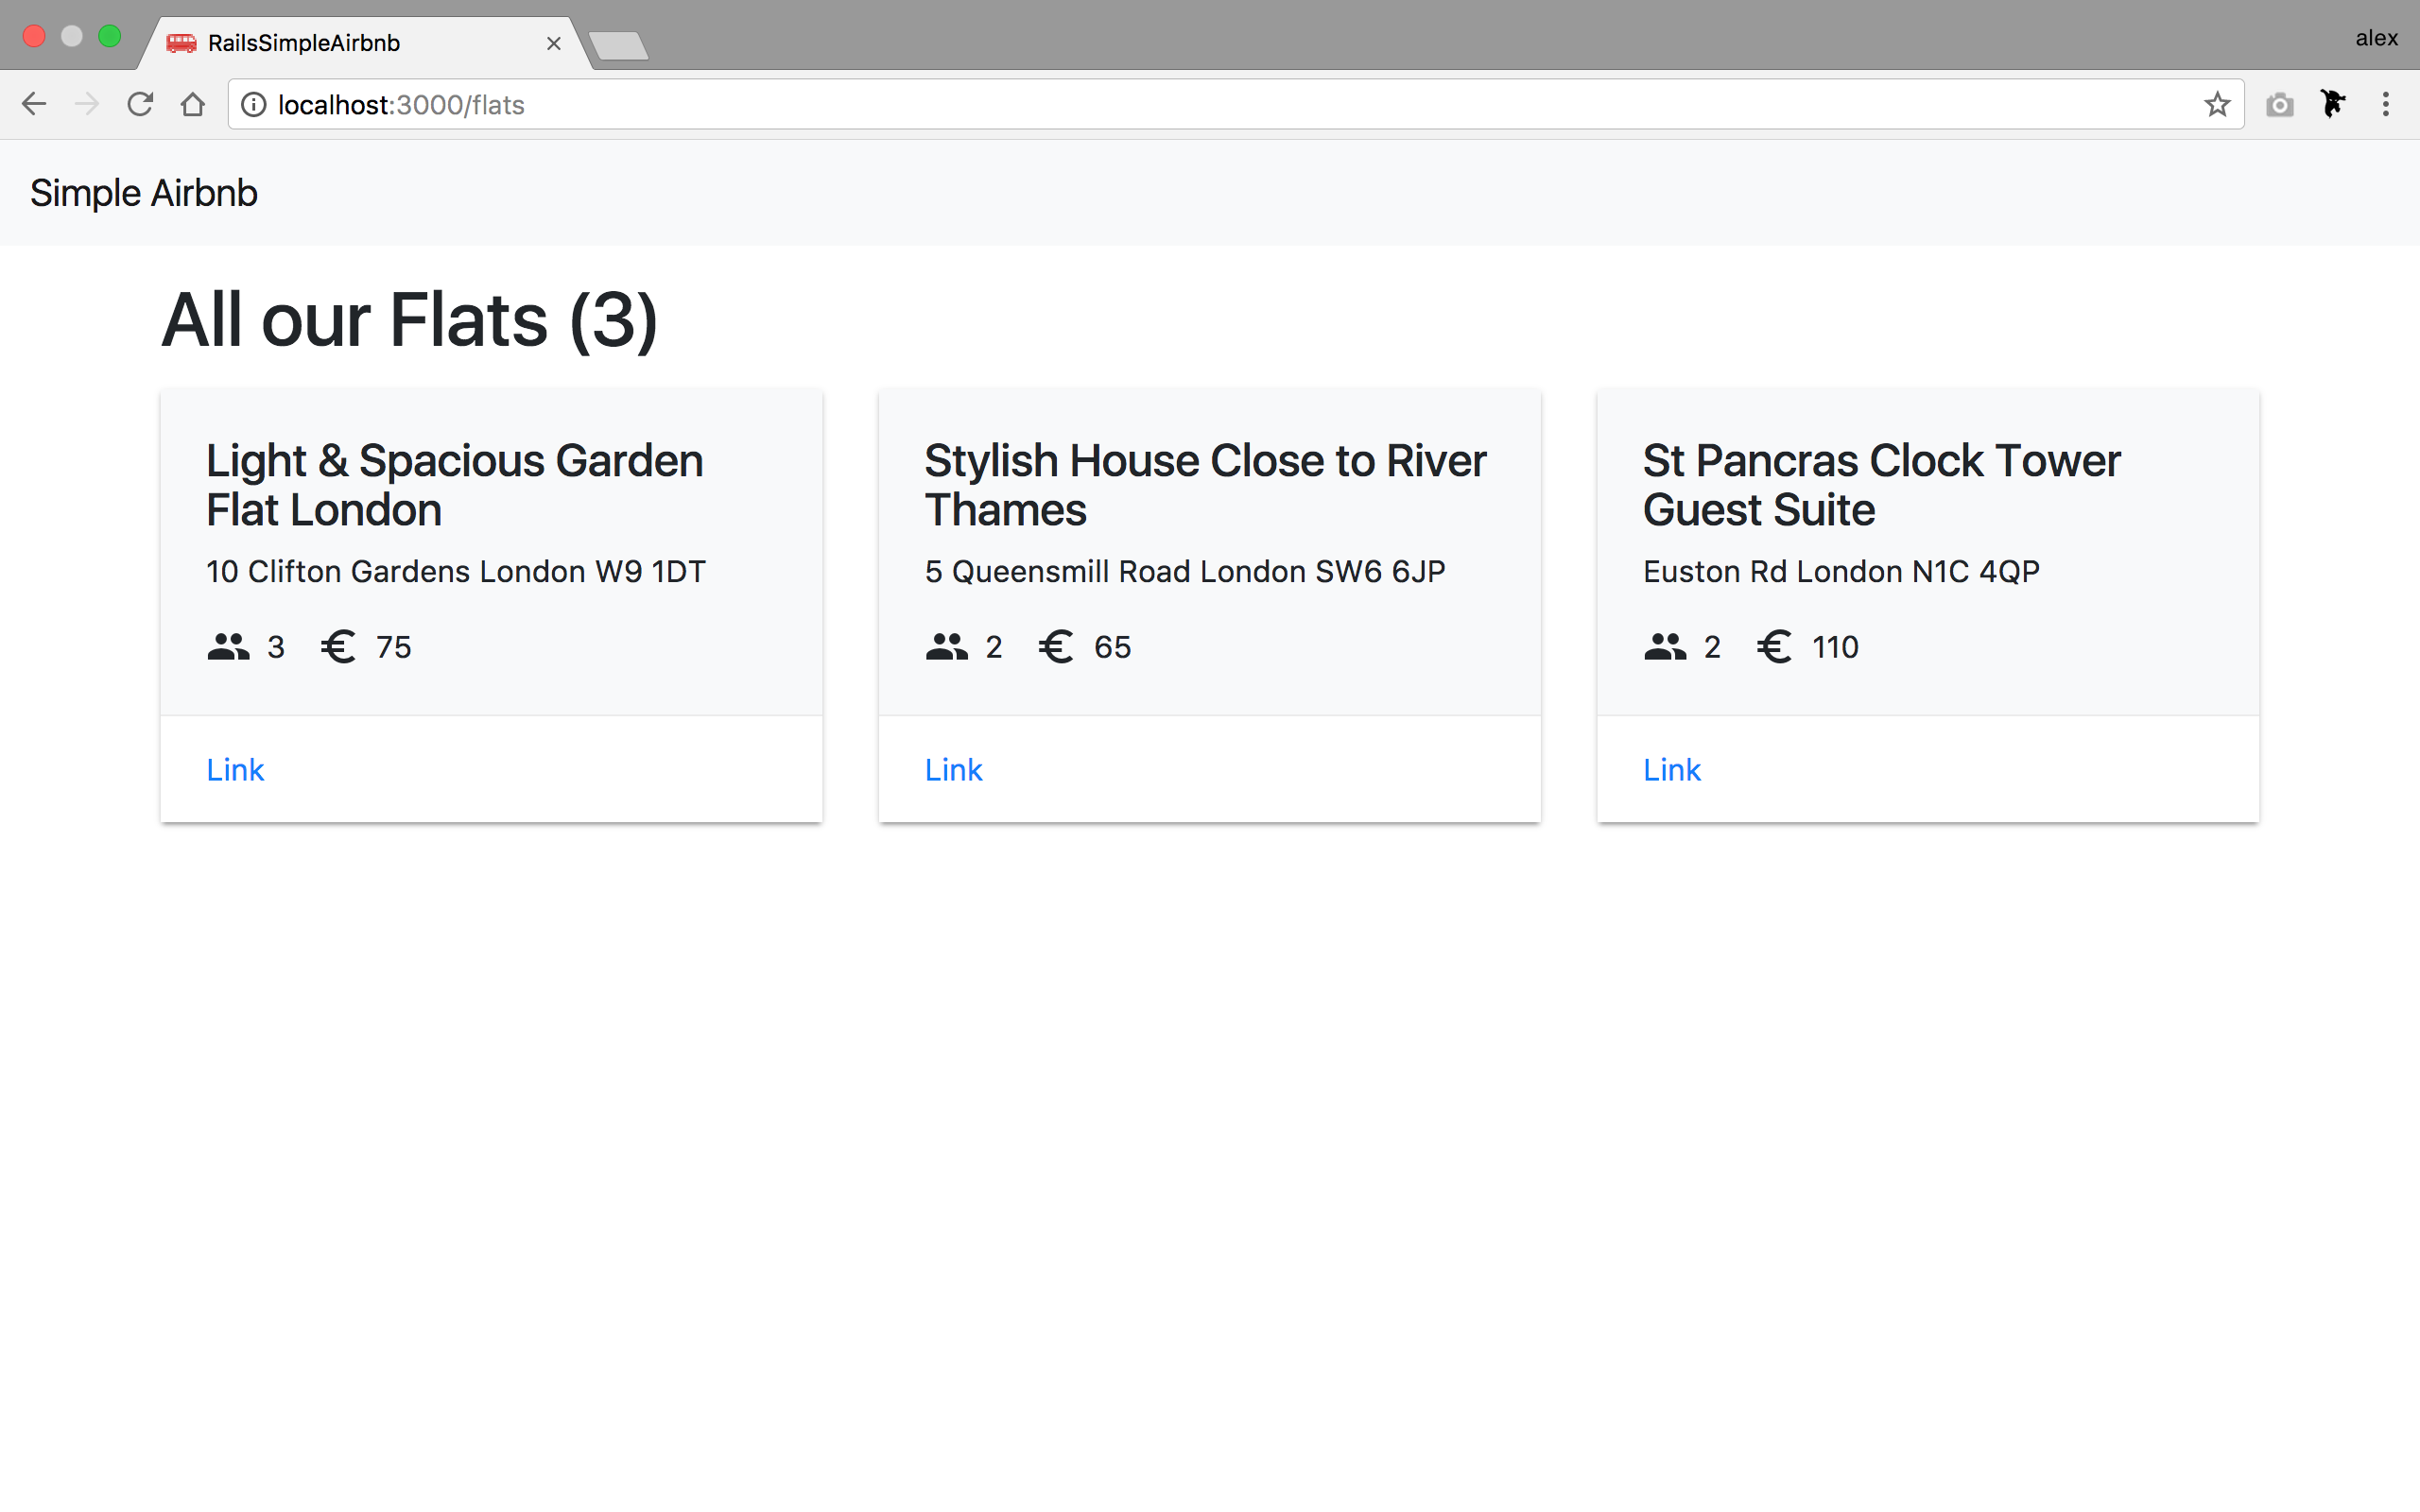 RailsSimpleAirbnb
alex
localhost:3000/flats
Simple Airbnb
All our Flats (3)
Light & Spacious Garden
Flat London
10 Clifton Gardens London W9 1DT
3 € 75
Link
Stylish House Close to River
Thames
5 Queensmill Road London SW6 6JP
2 € 65
Link
St Pancras Clock Tower
Guest Suite
Euston Rd London N1C 4QP
2 € 110
Link